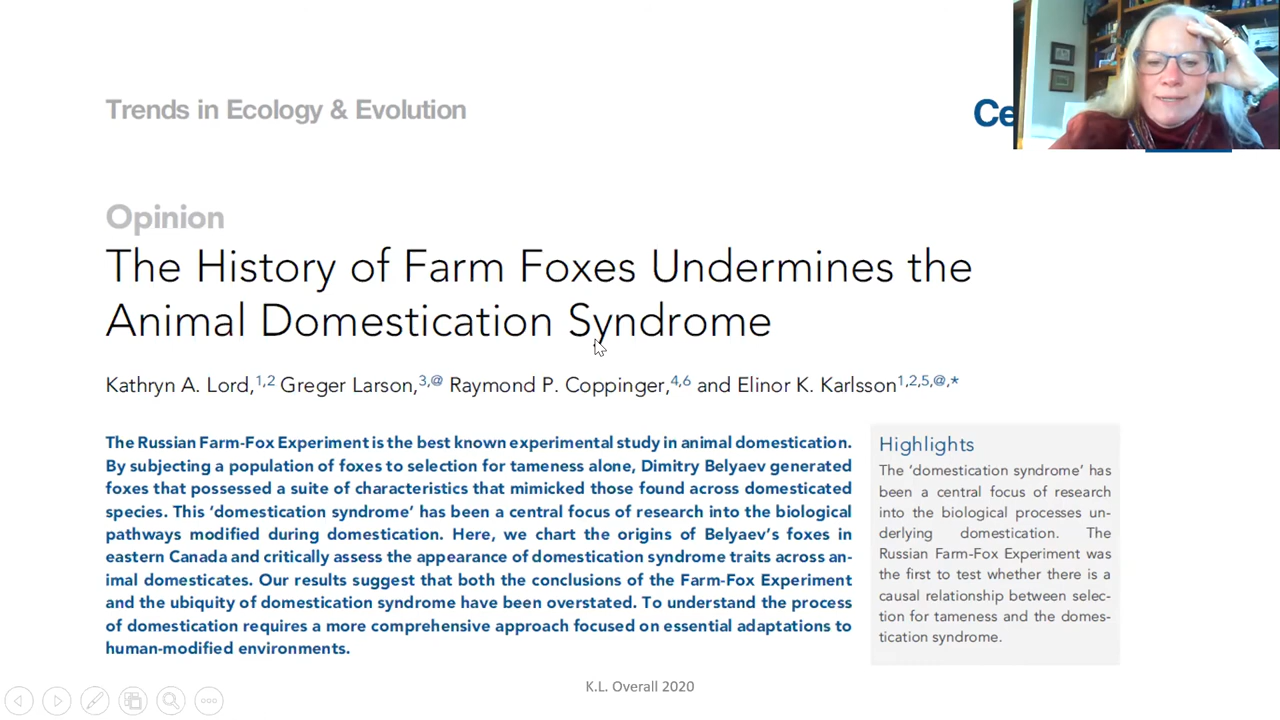 Trends in Ecology & Evolution
Ce
Opinion
The History of Farm Foxes Undermines the
Animal Domestication Syndrome
Kathryn A. Lord,1,2 Greger Larson,3,@ Raymond P. Coppinger,4,6 and Elinor K. Karlsson1,2,5,@,*
The Russian Farm-Fox Experiment is the best known experimental study in animal domestication.
By subjecting a population of foxes to selection for tameness alone, Dimitry Belyaev generated
foxes that possessed a suite of characteristics that mimicked those found across domesticated
species. This ‘domestication syndrome’ has been a central focus of research into the biological
pathways modified during domestication. Here, we chart the origins of Belyaev’s foxes in
eastern Canada and critically assess the appearance of domestication syndrome traits across an-
imal domesticates. Our results suggest that both the conclusions of the Farm-Fox Experiment
and the ubiquity of domestication syndrome have been overstated. To understand the process
of domestication requires a more comprehensive approach focused on essential adaptations to
human-modified environments.
Highlights
The ‘domestication syndrome’ has
been a central focus of research
into the biological processes un-
derlying domestication. The
Russian Farm-Fox Experiment was
the first to test whether there is a
causal relationship between selec-
tion for tameness and the domes-
tication syndrome.
K.L. Overall 2020